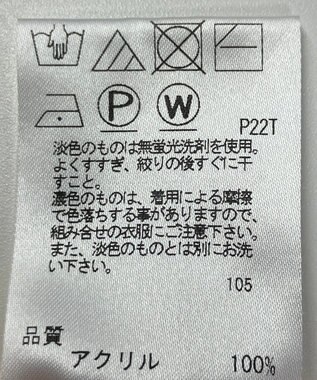 P
W
P22T
淡色のものは無蛍光洗剤を使用。
よくすすぎ、絞りの後すぐに干
すこと。
濃色のものは、着用による摩擦
で色落ちする事がありますので、
組み合せの衣服にご注意下さい。
また、淡色のものとは別にお洗
い下さい。
105
品質
アクリル 100%